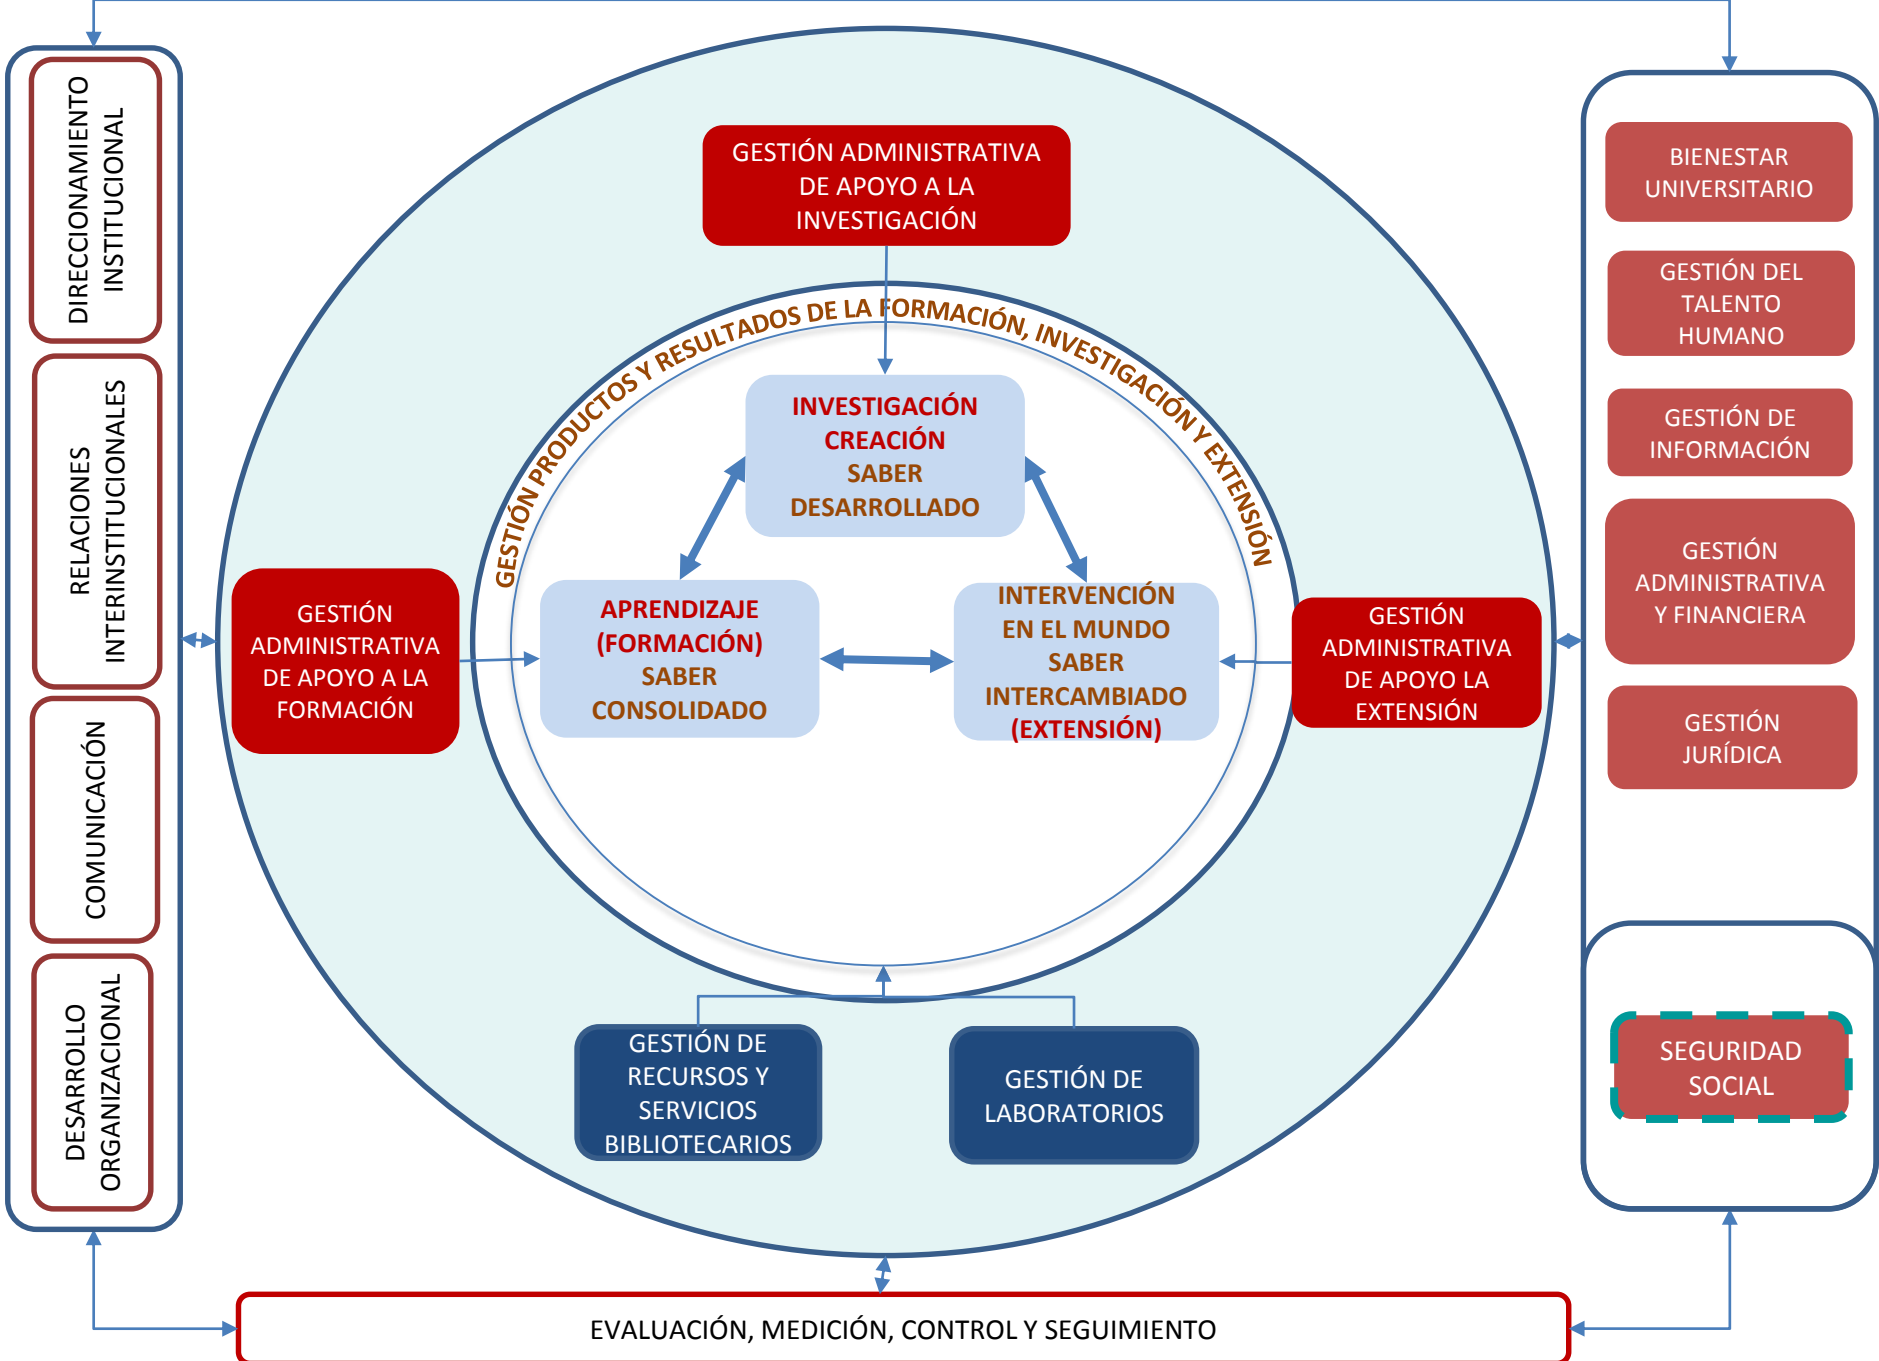 DIRECCIONAMIENTO
INSTITUCIONAL
RELACIONES
INTERINSTITUCIONALES
COMUNICACIÓN
DESARROLLO
ORGANIZACIONAL
GESTIÓN ADMINISTRATIVA
DE APOYO A LA
INVESTIGACIÓN
GESTIÓN PRODUCTOS Y RESULTADOS DE LA FORMACIÓN, INVESTIGACIÓN Y EXTENSIÓN
INVESTIGACIÓN
CREACIÓN
SABER
DESARROLLADO
GESTIÓN
ADMINISTRATIVA
DE APOYO A LA
FORMACIÓN
APRENDIZAJE
(FORMACIÓN)
SABER
CONSOLIDADO
INTERVENCIÓN
EN EL MUNDO
SABER
INTERCAMBIADO
(EXTENSIÓN)
GESTIÓN
ADMINISTRATIVA
DE APOYO LA
EXTENSIÓN
GESTIÓN DE
RECURSOS Y
SERVICIOS
BIBLIOTECARIOS
GESTIÓN DE
LABORATORIOS
BIENESTAR
UNIVERSITARIO
GESTIÓN DEL
TALENTO
HUMANO
GESTIÓN DE
INFORMACIÓN
GESTIÓN
ADMINISTRATIVA
Y FINANCIERA
GESTIÓN
JURÍDICA
SEGURIDAD
SOCIAL
EVALUACIÓN, MEDICIÓN, CONTROL Y SEGUIMIENTO